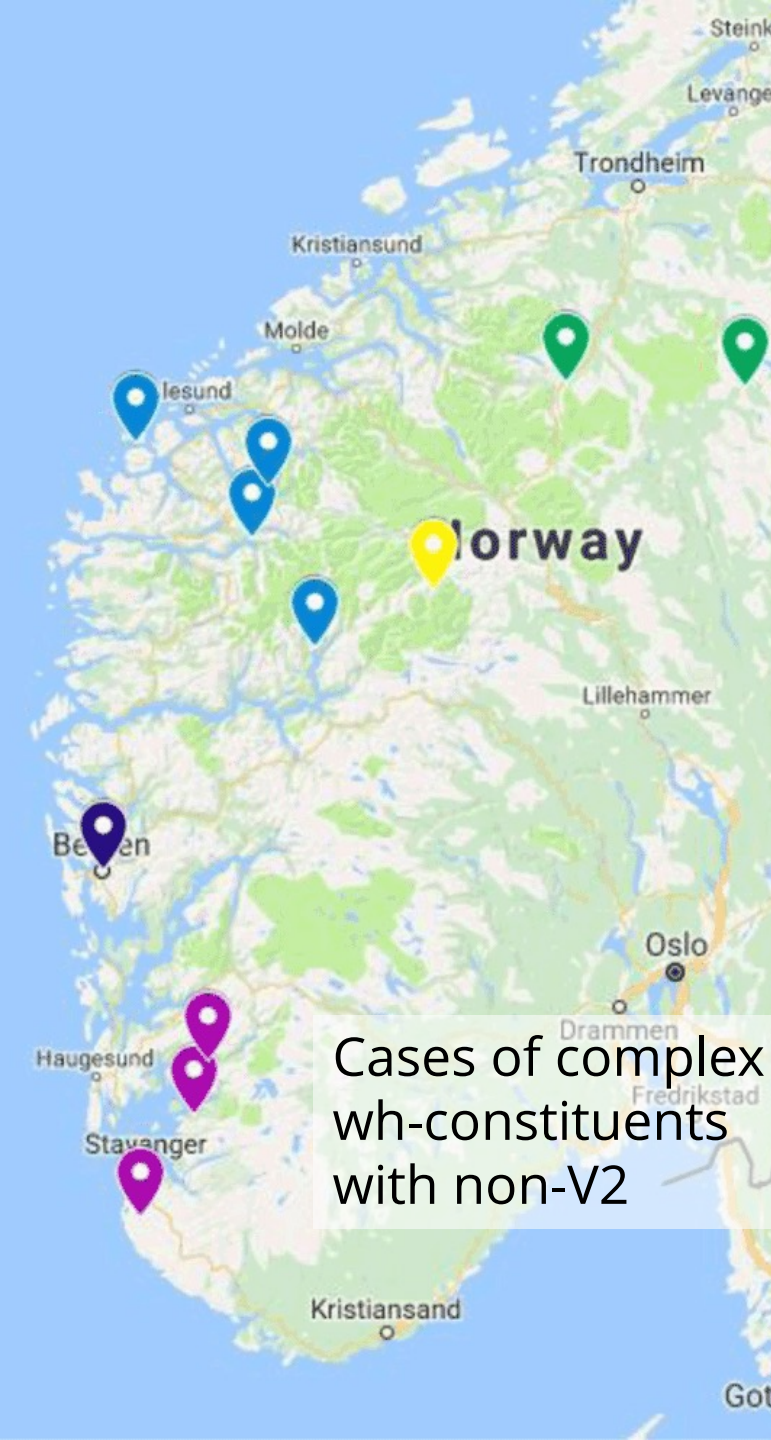 Steink
Levange
Trondheim
Kristiansund
Molde
lesund
lorway
Lillehammer
Be en
Oslo
Drammen
Haugesund
Fredrikstad
Cases of complex
wh-constituents
with non-V2
Stavanger
Kristiansand
Got